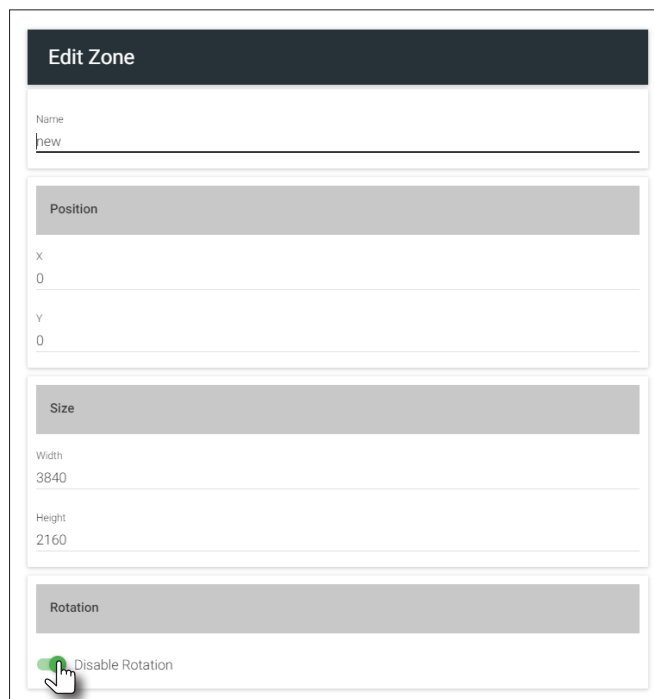 Edit Zone
Name
new
Position
X
0
Y
0
Size
Width
3840
Height
2160
Rotation
Disable Rotation